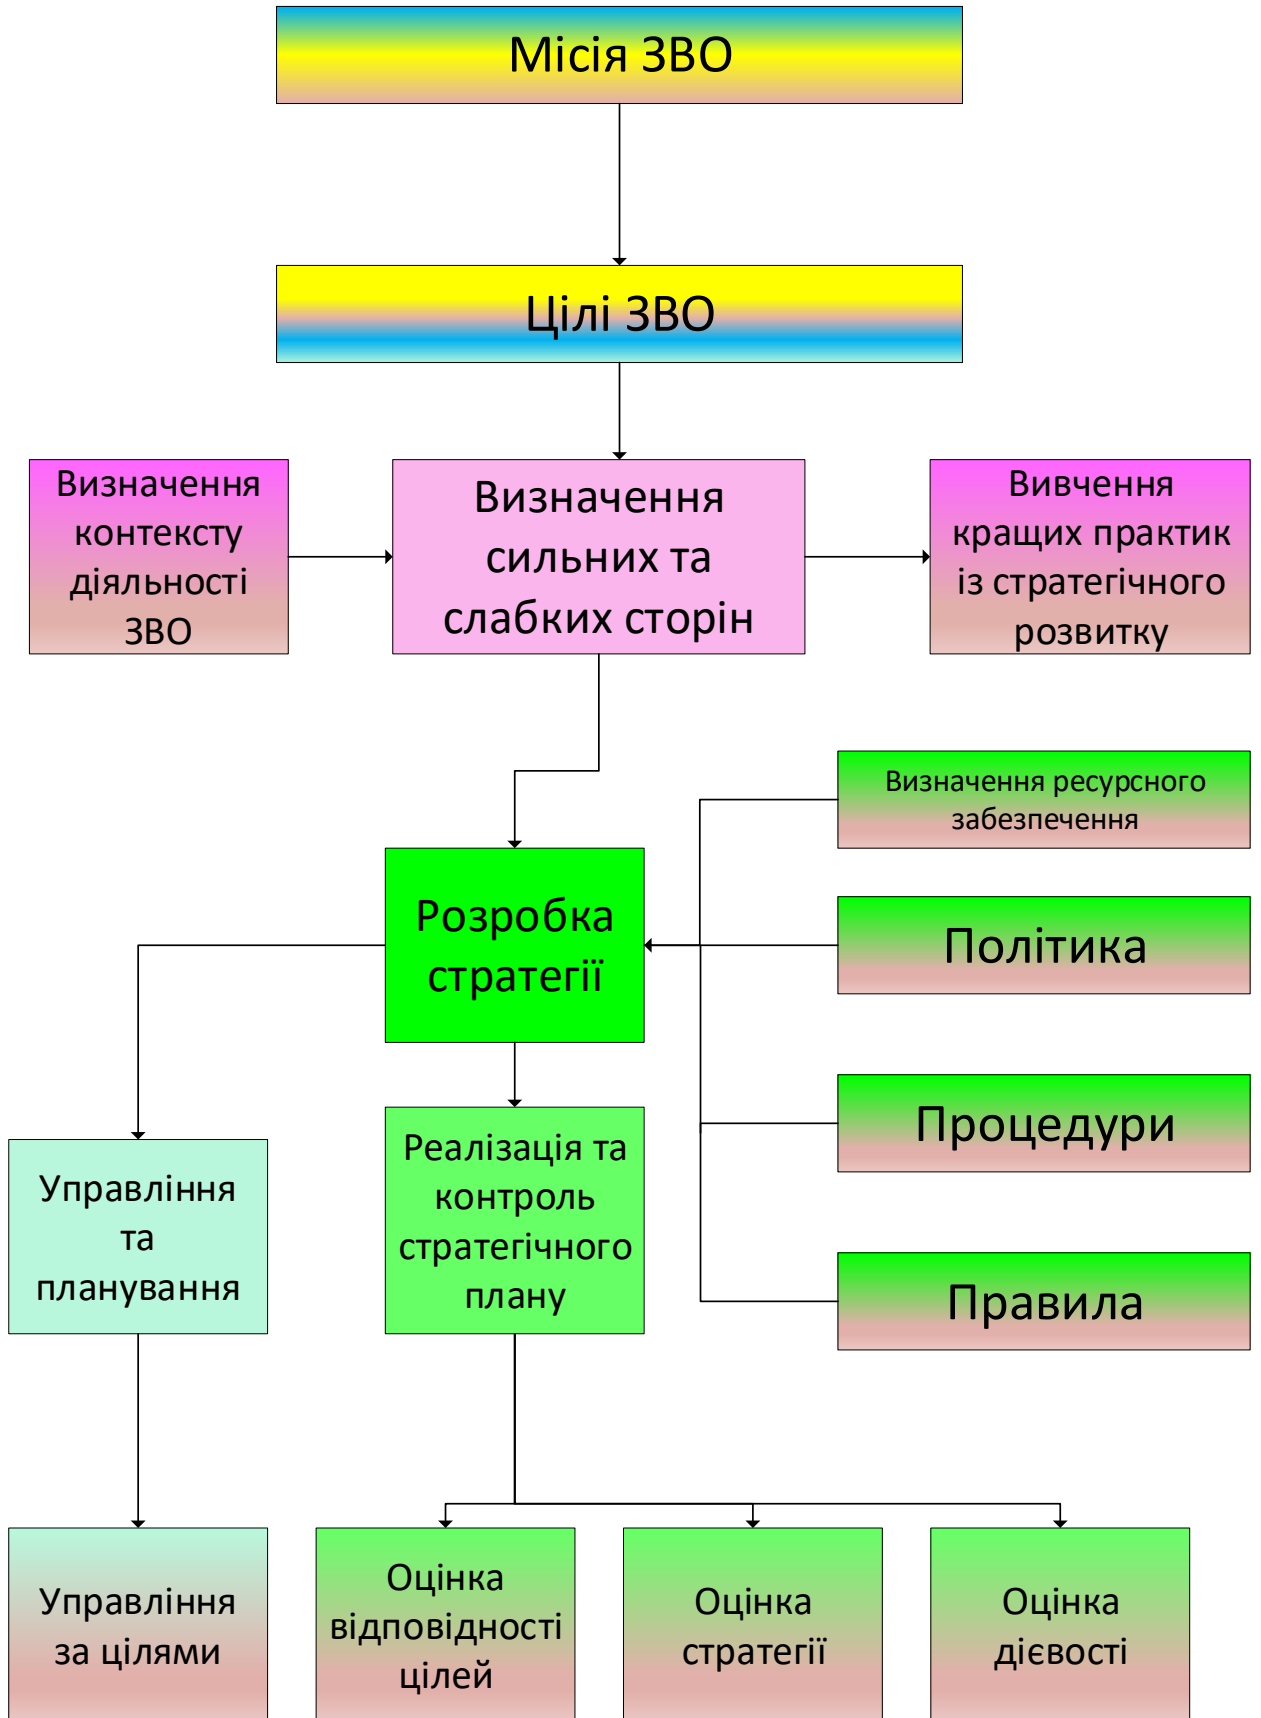 Місія ЗВО
Цілі ЗВО
Визначення
контексту
діяльності
ЗВО
Визначення
сильних та
слабких сторін
Вивчення
кращих практик
із стратегічного
розвитку
Визначення ресурсного
забезпечення
Розробка
стратегії
Політика
Процедури
Управління
та
планування
Реалізація та
контроль
стратегічного
плану
Правила
Управління
за цілями
Оцінка
відповідності
цілей
Оцінка
стратегії
Оцінка
дієвості